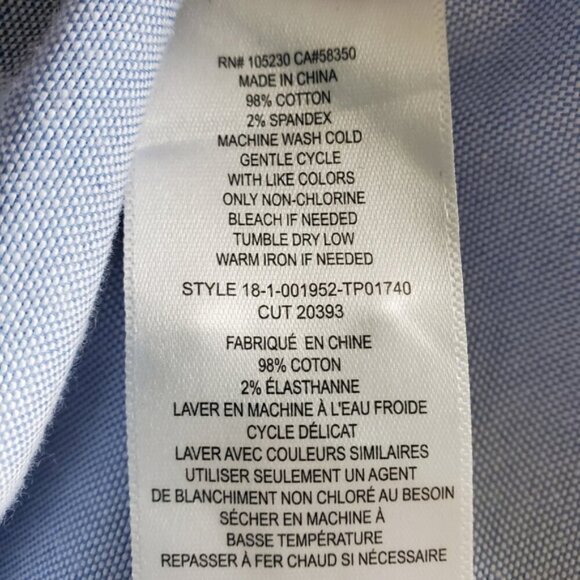 RN# 105230 CA#58350
MADE IN CHINA
98% COTTON
2% SPANDEX
MACHINE WASH COLD
GENTLE CYCLE
WITH LIKE COLORS
ONLY NON-CHLORINE
BLEACH IF NEEDED
TUMBLE DRY LOW
WARM IRON IF NEEDED
STYLE 18-1-001952-TP01740
CUT 20393
FABRIQUÉ EN CHINE
98% COTON
2% ÉLASTHANNE
LAVER EN MACHINE À L'EAU FROIDE
CYCLE DÉLICAT
LAVER AVEC COULEURS SIMILAIRES
UTILISER SEULEMENT UN AGENT
DE BLANCHIMENT NON CHLORÉ AU BESOIN
SÉCHER EN MACHINE À
BASSE TEMPÉRATURE
REPASSER À FER CHAUD SI NÉCESSAIRE